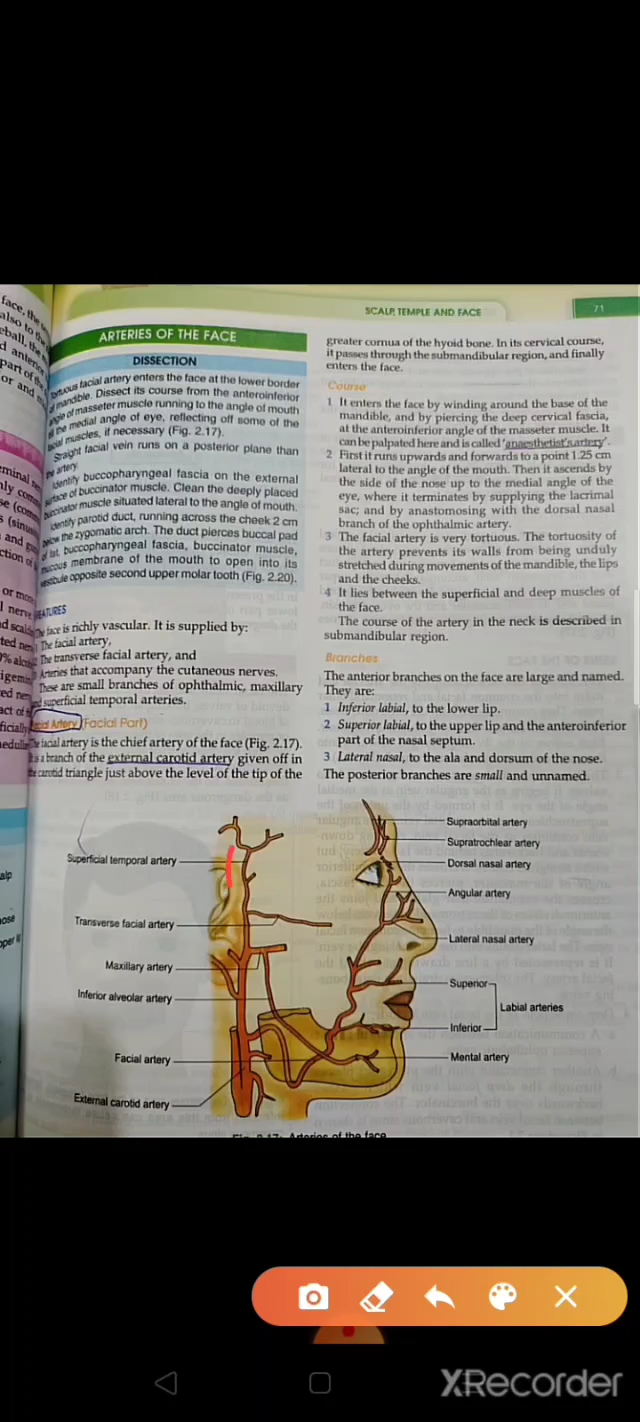 SCALP, TEMPLE AND FACE
71
face, the
also to the
eball, the
d anterior
part of the
or and
ARTERIES OF THE FACE
DISSECTION
Tortuous facial artery enters the face at the lower border
of mandible. Dissect its course from the anteroinferior
angle of masseter muscle running to the angle of mouth
the medial angle of eye, reflecting off some of the
facial muscles, if necessary (Fig. 2.17).
Straight facial vein runs on a posterior plane than
the artery.
Identify buccopharyngeal fascia on the external
surface of buccinator muscle. Clean the deeply placed
buccinator muscle situated lateral to the angle of mouth.
Identify parotid duct, running across the cheek 2 cm
below the zygomatic arch. The duct pierces buccal pad
of fat, buccopharyngeal fascia, buccinator muscle,
mucous membrane of the mouth to open into its
vestibule opposite second upper molar tooth (Fig. 2.20).
FEATURES
The face is richly vascular. It is supplied by:
The facial artery,
The transverse facial artery, and
Arteries that accompany the cutaneous nerves.
These are small branches of ophthalmic, maxillary
and superficial temporal arteries.
Facial Artery (Facial Part)
The facial artery is the chief artery of the face (Fig. 2.17).
It is a branch of the external carotid artery given off in
the carotid triangle just above the level of the tip of the
greater cornua of the hyoid bone. In its cervical course,
it passes through the submandibular region, and finally
enters the face.
Course
1 It enters the face by winding around the base of the
mandible, and by piercing the deep cervical fascia,
at the anteroinferior angle of the masseter muscle. It
can be palpated here and is called 'anaesthetist's artery'.
2 First it runs upwards and forwards to a point 1.25 cm
lateral to the angle of the mouth. Then it ascends by
the side of the nose up to the medial angle of the
eye, where it terminates by supplying the lacrimal
sac; and by anastomosing with the dorsal nasal
branch of the ophthalmic artery.
3 The facial artery is very tortuous. The tortuosity of
the artery prevents its walls from being unduly
stretched during movements of the mandible, the lips
and the cheeks.
4 It lies between the superficial and deep muscles of
the face.
The course of the artery in the neck is described in
submandibular region.
Branches
The anterior branches on the face are large and named.
They are:
1 Inferior labial, to the lower lip.
2 Superior labial, to the upper lip and the anteroinferior
part of the nasal septum.
3 Lateral nasal, to the ala and dorsum of the nose.
The posterior branches are small and unnamed.
Superficial temporal artery
Transverse facial artery
Maxillary artery
Inferior alveolar artery
Facial artery
External carotid artery
Supraorbital artery
Supratrochlear artery
Dorsal nasal artery
Angular artery
Lateral nasal artery
Superior
Labial arteries
Inferior
Mental artery
Fig. 2.17: Arteries of the face
XRecorder